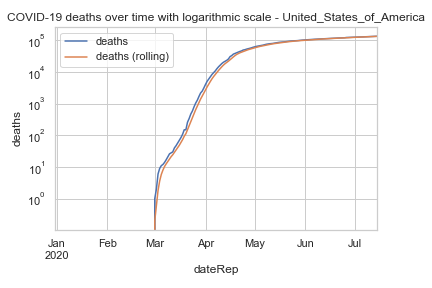 COVID-19 deaths over time with logarithmic scale - United_States_of_America
deaths
deaths (rolling)
10^5
10^4
10^3
10^2
10^1
10^0
deaths
Jan Feb Mar Apr May Jun Jul
2020
dateRep